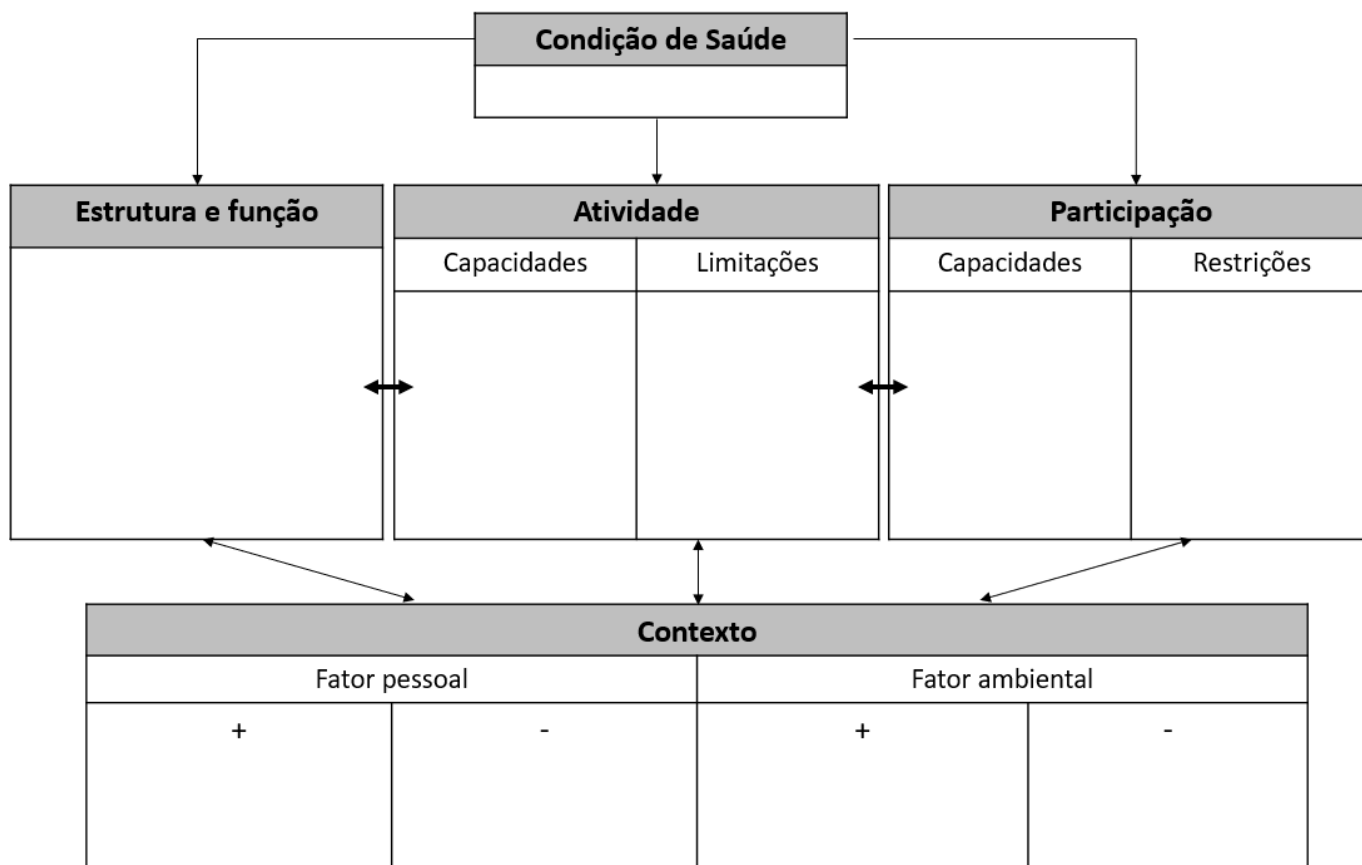 Condição de Saúde
Estrutura e função
Atividade
Participação
Capacidades
Limitações
Capacidades
Restrições
Contexto
Fator pessoal
Fator ambiental
+
-
+
-